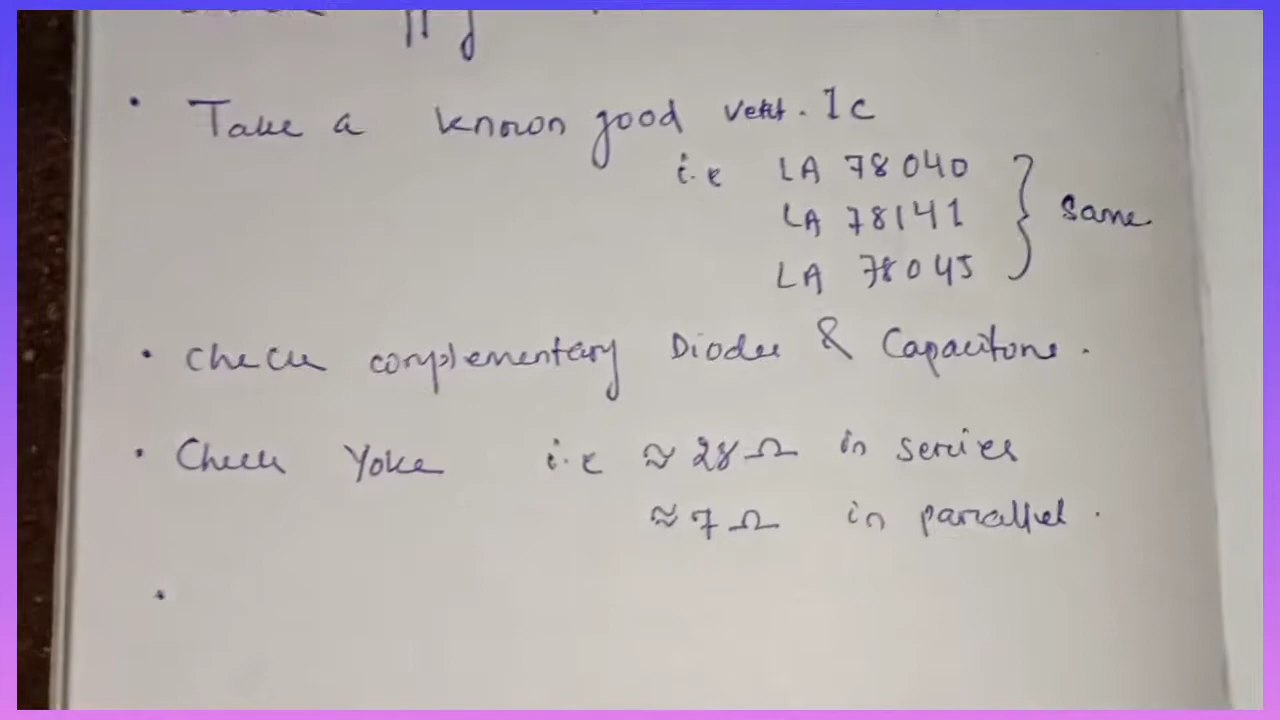 • Take a known good vert. Ic
i.e LA 78040
LA 78141
LA 78045
} Same
• Check complementary Diodes & Capacitors.
• Check Yoke i.e ≈ 28 Ω in series
≈ 7 Ω in parallel.
•